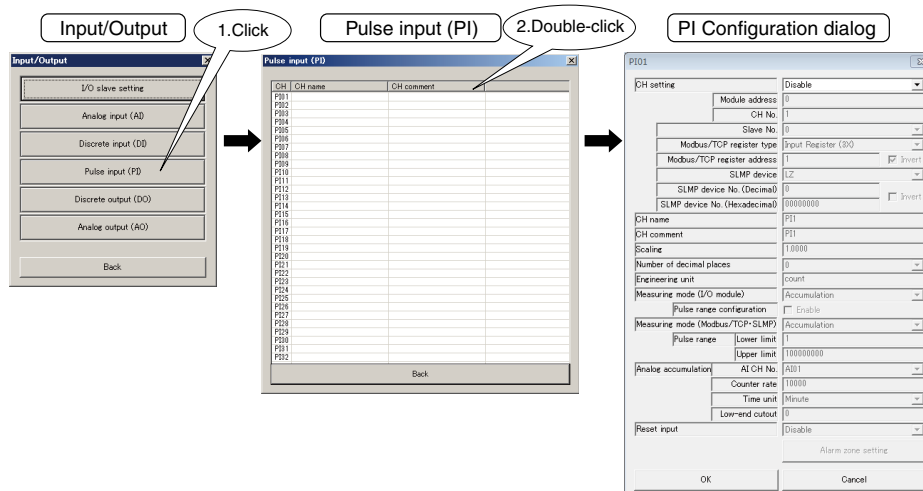 Input/Output
1.Click
Pulse input (PI)
2.Double-click
PI Configuration dialog
Input/Output
I/O slave setting
Analog input (AI)
Discrete input (DI)
Pulse input (PI)
Discrete output (DO)
Analog output (AO)
Back
Pulse input (PI)
CH CH name CH comment
PI01
PI02
PI03
PI04
PI05
PI06
PI07
PI08
PI09
PI10
PI11
PI12
PI13
PI14
PI15
PI16
PI17
PI18
PI19
PI20
PI21
PI22
PI23
PI24
PI25
PI26
PI27
PI28
PI29
PI30
PI31
PI32
Back
PI01
CH setting Disable
Module address 0
CH No. 1
Slave No. 0
Modbus/TCP register type Input Register (3X)
Modbus/TCP register address 1 Invert
SLMP device LZ
SLMP device No. (Decimal) 0 Invert
SLMP device No. (Hexadecimal) 00000000
CH name PI1
CH comment PI1
Scaling 1.0000
Number of decimal places 0
Engineering unit count
Measuring mode (I/O module) Accumulation
Pulse range configuration Enable
Measuring mode (Modbus/TCP・SLMP) Accumulation
Pulse range Lower limit 1
Upper limit 100000000
Analog accumulation AI CH No. AI01
Counter rate 10000
Time unit Minute
Low-end cutout 0
Reset input Disable
Alarm zone setting
OK Cancel